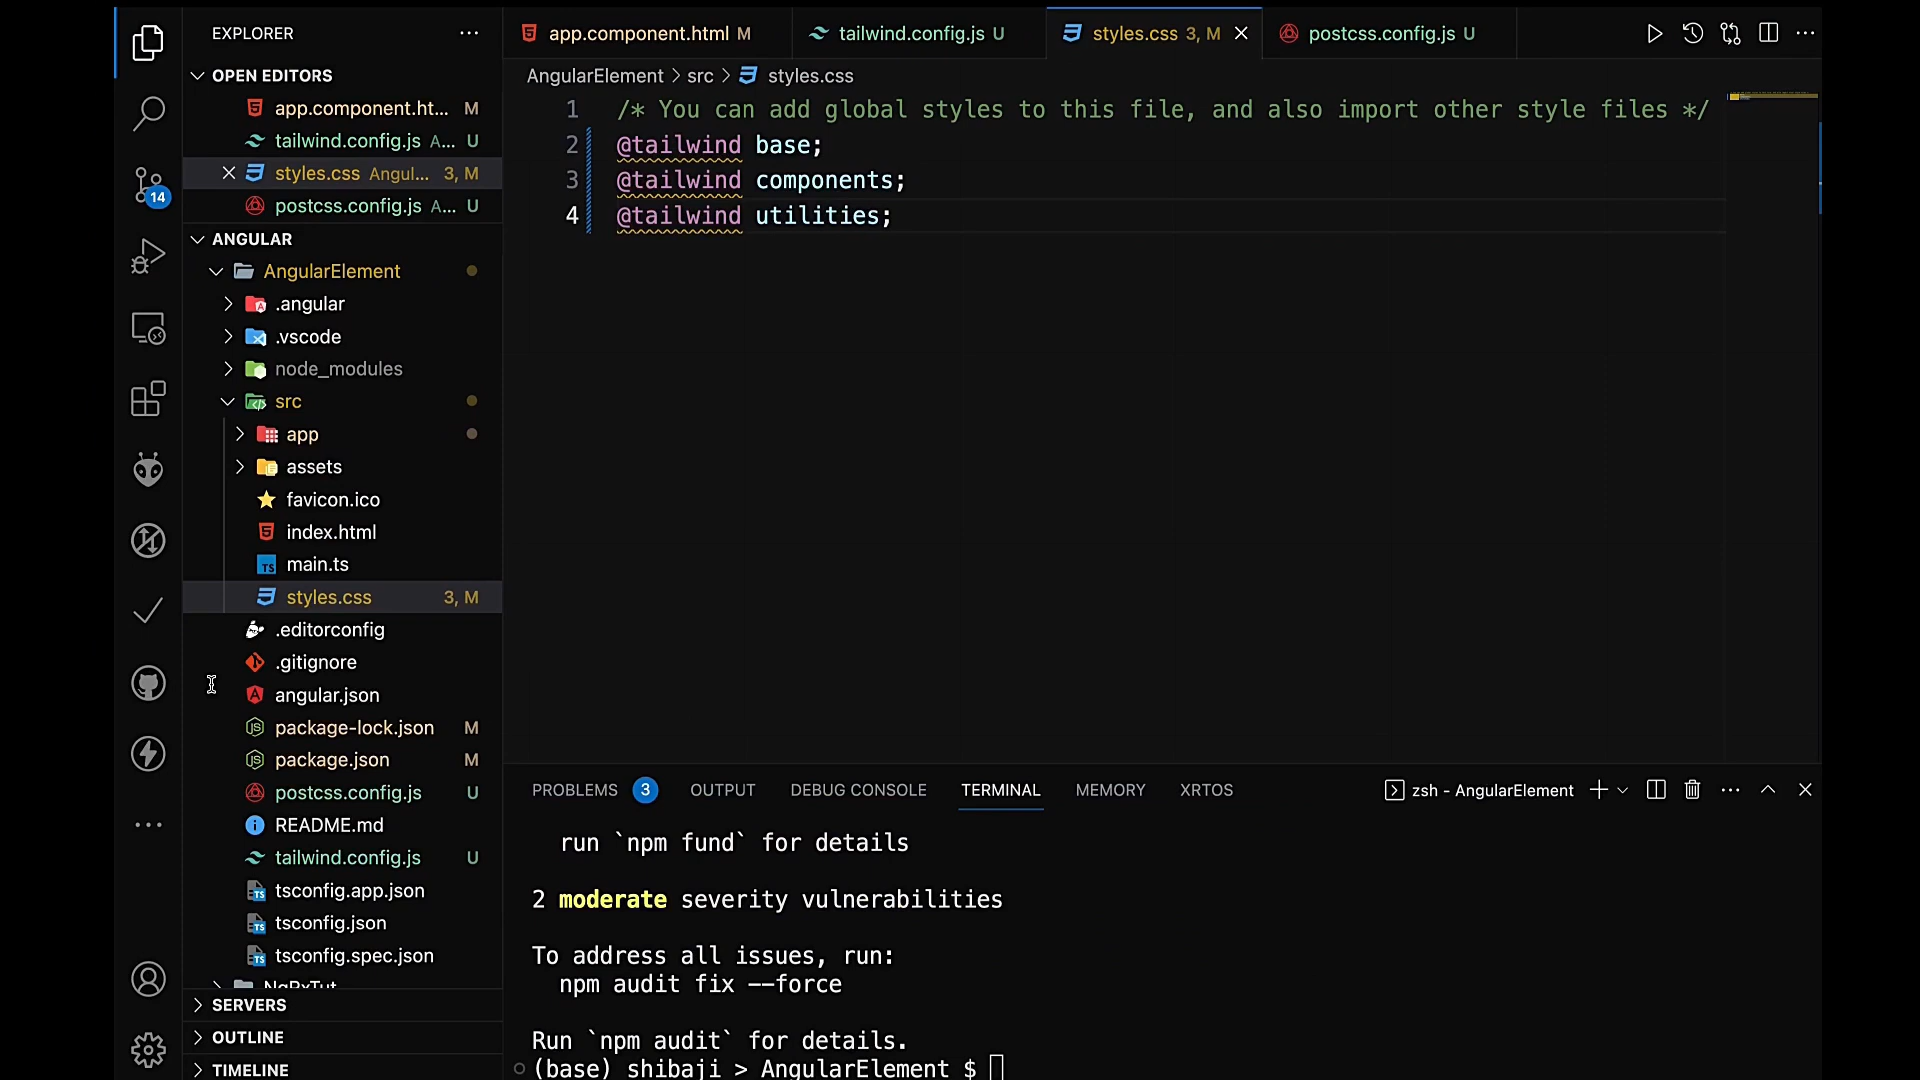 EXPLORER
OPEN EDITORS
app.component.ht... M
tailwind.config.js A... U
styles.css Angul... 3, M
postcss.config.js A... U
ANGULAR
AngularElement
.angular
.vscode
node_modules
src
app
assets
favicon.ico
index.html
main.ts
styles.css 3, M
.editorconfig
.gitignore
angular.json
package-lock.json M
package.json M
postcss.config.js U
README.md
tailwind.config.js U
tsconfig.app.json
tsconfig.json
tsconfig.spec.json
NgRxTut
SERVERS
OUTLINE
TIMELINE
14
app.component.html M
tailwind.config.js U
styles.css 3, M
postcss.config.js U
AngularElement > src > styles.css
1 /* You can add global styles to this file, and also import other style files */
2 @tailwind base;
3 @tailwind components;
4 @tailwind utilities;
PROBLEMS 3 OUTPUT DEBUG CONSOLE TERMINAL MEMORY XRTOS
zsh - AngularElement
run `npm fund` for details
2 moderate severity vulnerabilities
To address all issues, run:
npm audit fix --force
Run `npm audit` for details.
(base) shibaji > AngularElement $